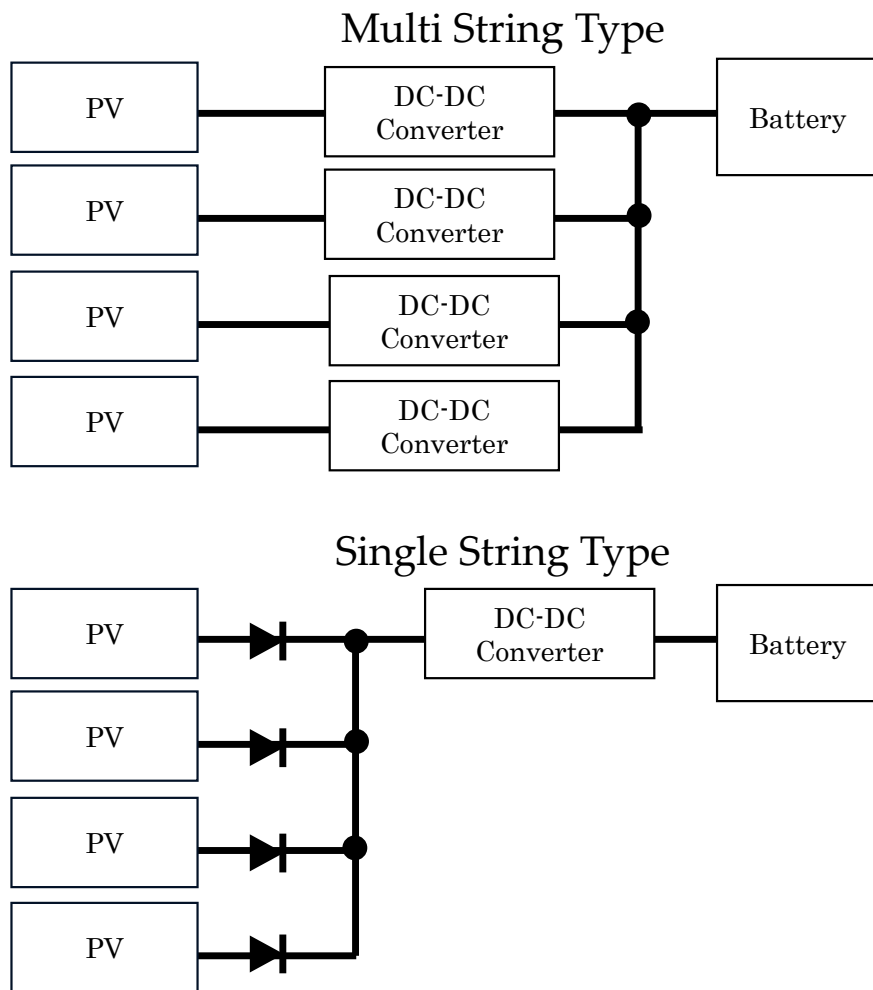 Multi String Type
PV
DC-DC
Converter
Battery
PV
DC-DC
Converter
PV
DC-DC
Converter
PV
DC-DC
Converter
Single String Type
PV
DC-DC
Converter
Battery
PV
PV
PV